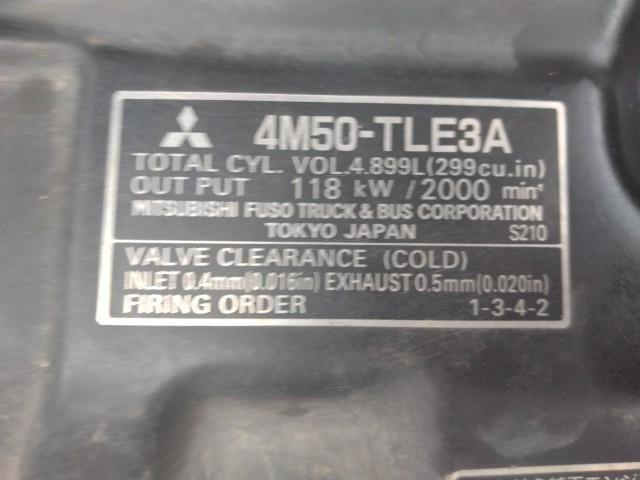 4M50-TLE3A
TOTAL CYL. VOL.4.899L(299cu.in)
OUT PUT 118 kW /2000 min⁻¹
MITSUBISHI FUSO TRUCK & BUS CORPORATION
TOKYO JAPAN S210
VALVE CLEARANCE (COLD)
INLET 0.4mm(0.016in) EXHAUST 0.5mm(0.020in)
FIRING ORDER 1-3-4-2